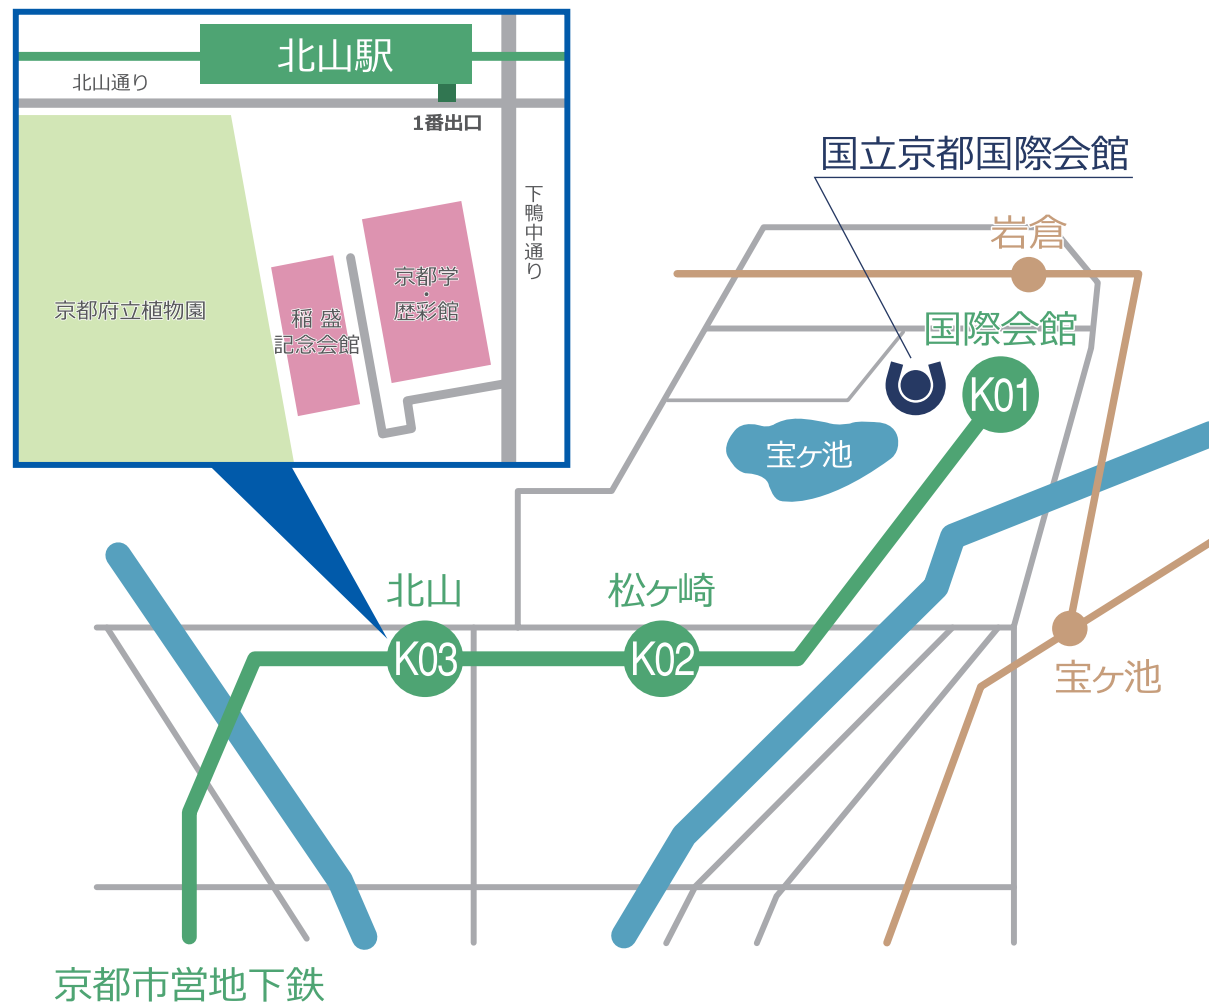 北山駅
北山通り
1番出口
下鴨中通り
京都学
・
歴彩館
稲 盛
記念会館
京都府立植物園
国立京都国際会館
岩倉
国際会館
K01
宝ヶ池
北山
松ヶ崎
K03
K02
宝ヶ池
京都市営地下鉄